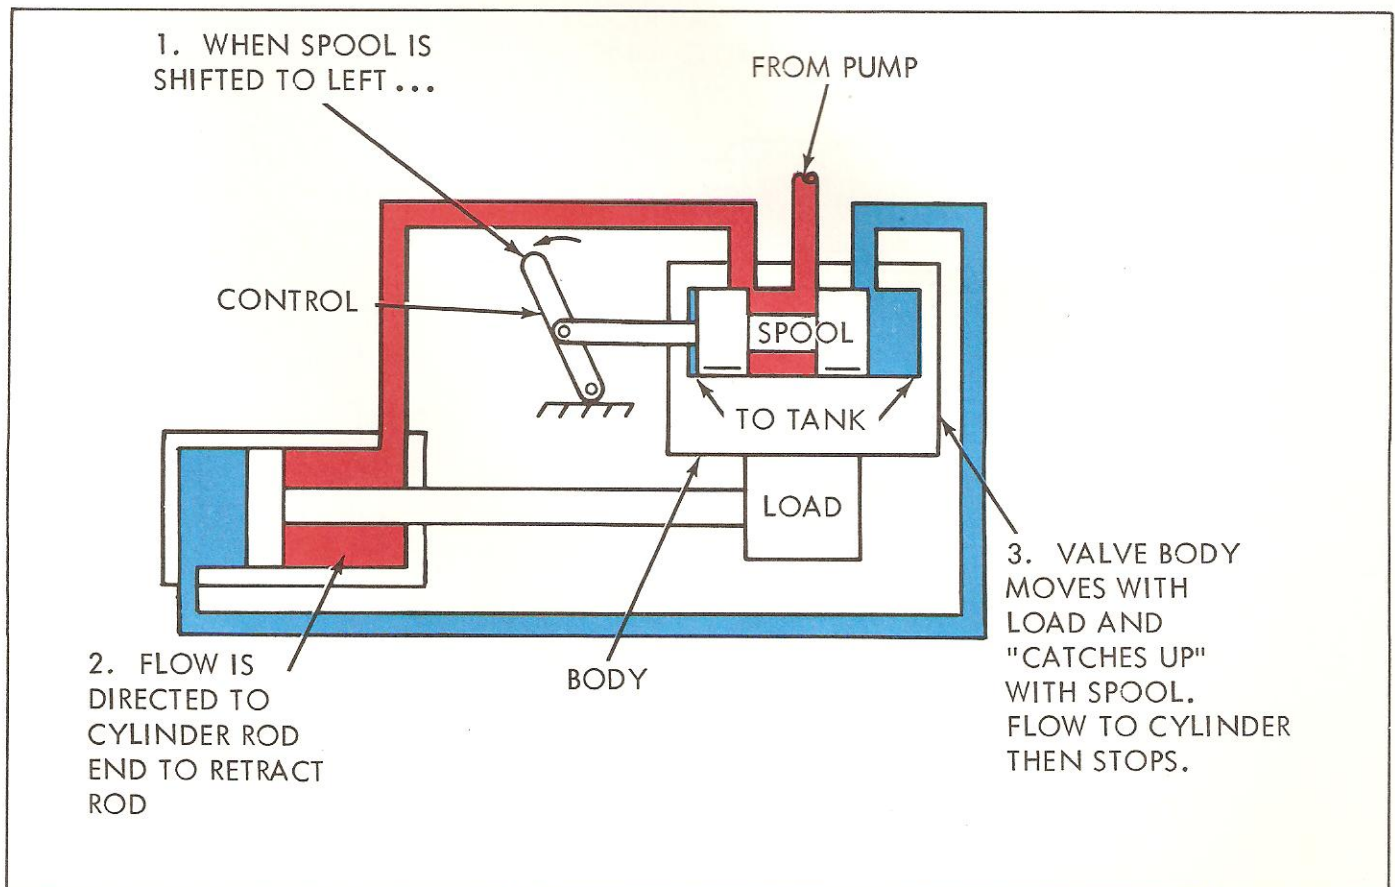 1. WHEN SPOOL IS
SHIFTED TO LEFT...
FROM PUMP
CONTROL
SPOOL
TO TANK
LOAD
3. VALVE BODY
MOVES WITH
LOAD AND
"CATCHES UP"
WITH SPOOL.
FLOW TO CYLINDER
THEN STOPS.
2. FLOW IS
DIRECTED TO
CYLINDER ROD
END TO RETRACT
ROD
BODY